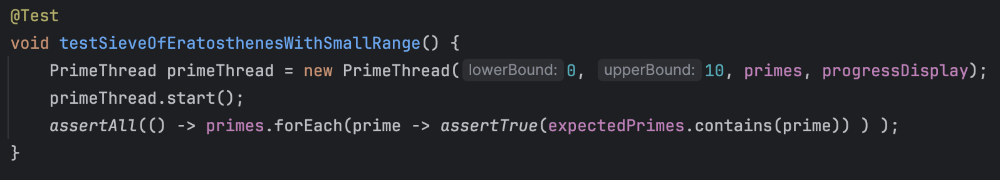 @Test
void testSieveOfEratosthenesWithSmallRange() {
PrimeThread primeThread = new PrimeThread( lowerBound: 0, upperBound: 10, primes, progressDisplay);
primeThread.start();
assertAll(() -> primes.forEach(prime -> assertTrue(expectedPrimes.contains(prime)) ) );
}